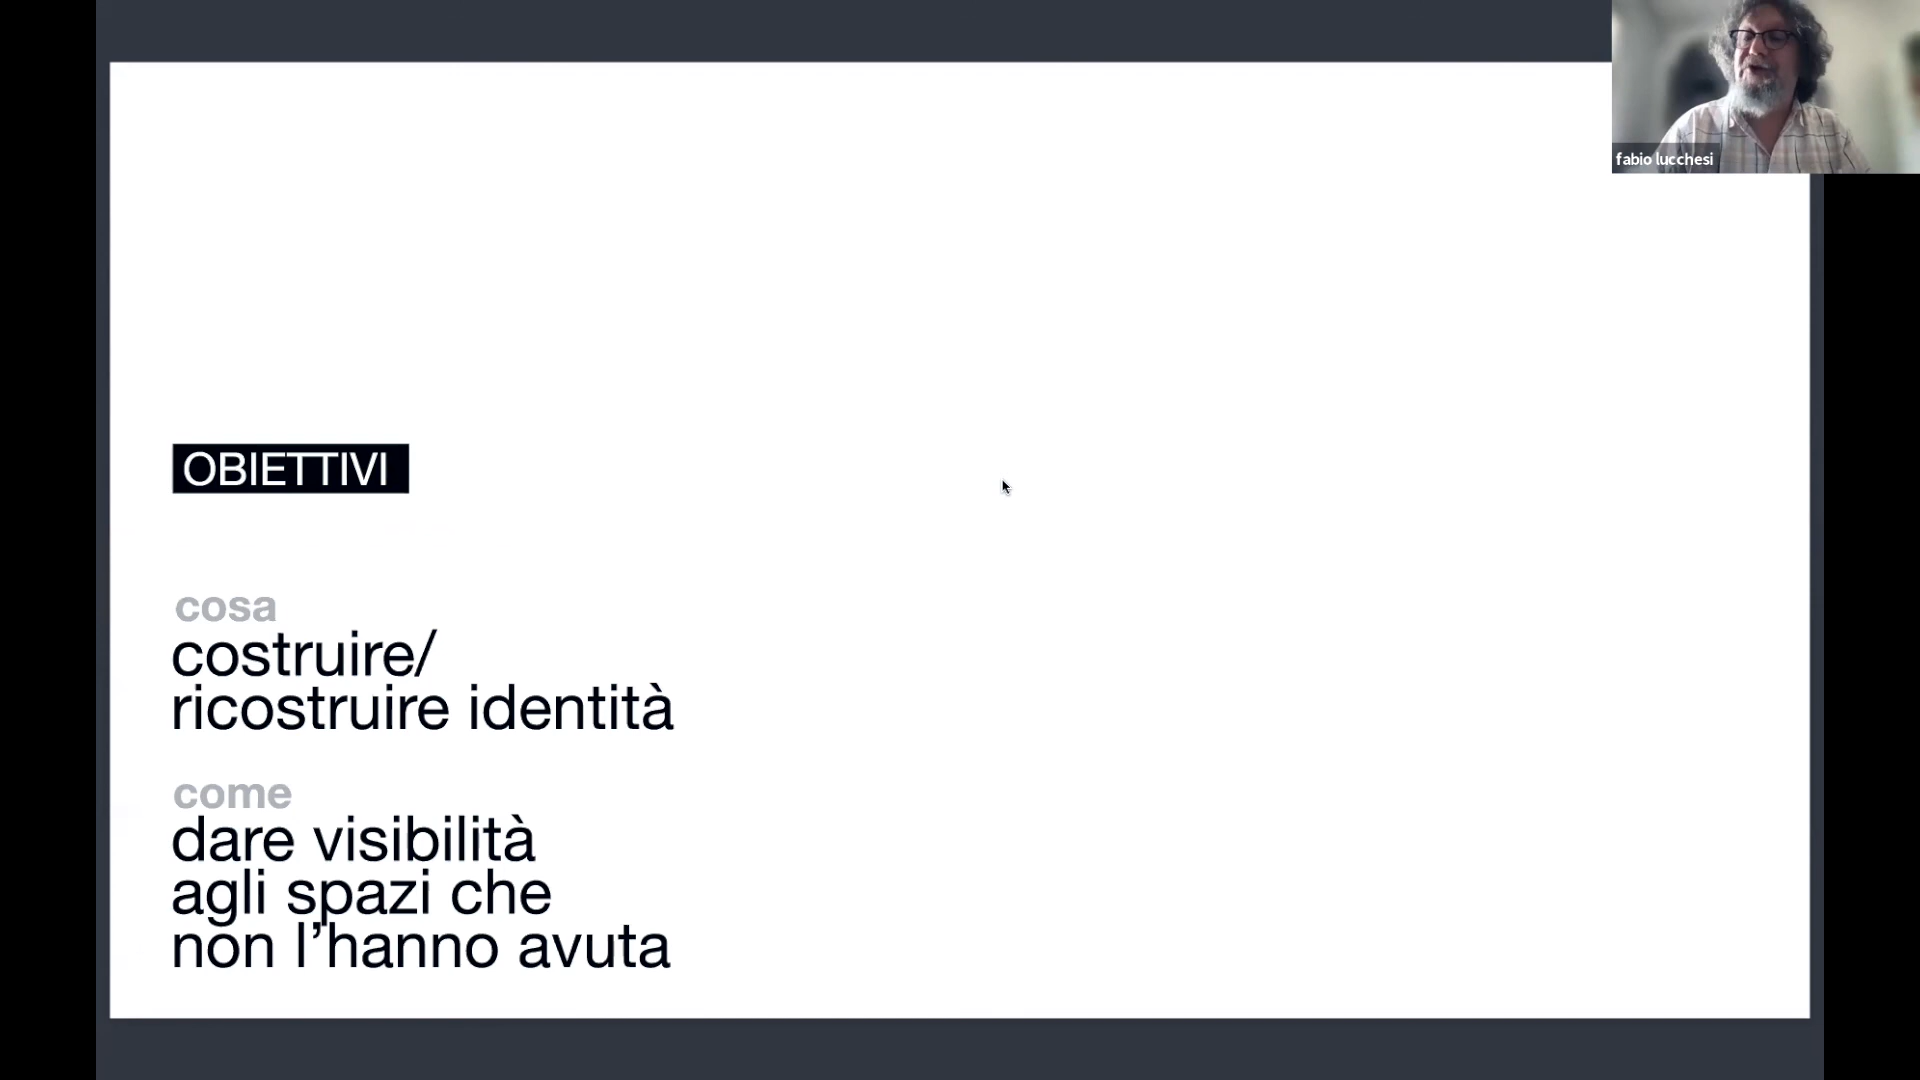 fabio lucchesi
OBIETTIVI
cosa
costruire/
ricostruire identità
come
dare visibilità
agli spazi che
non l’hanno avuta